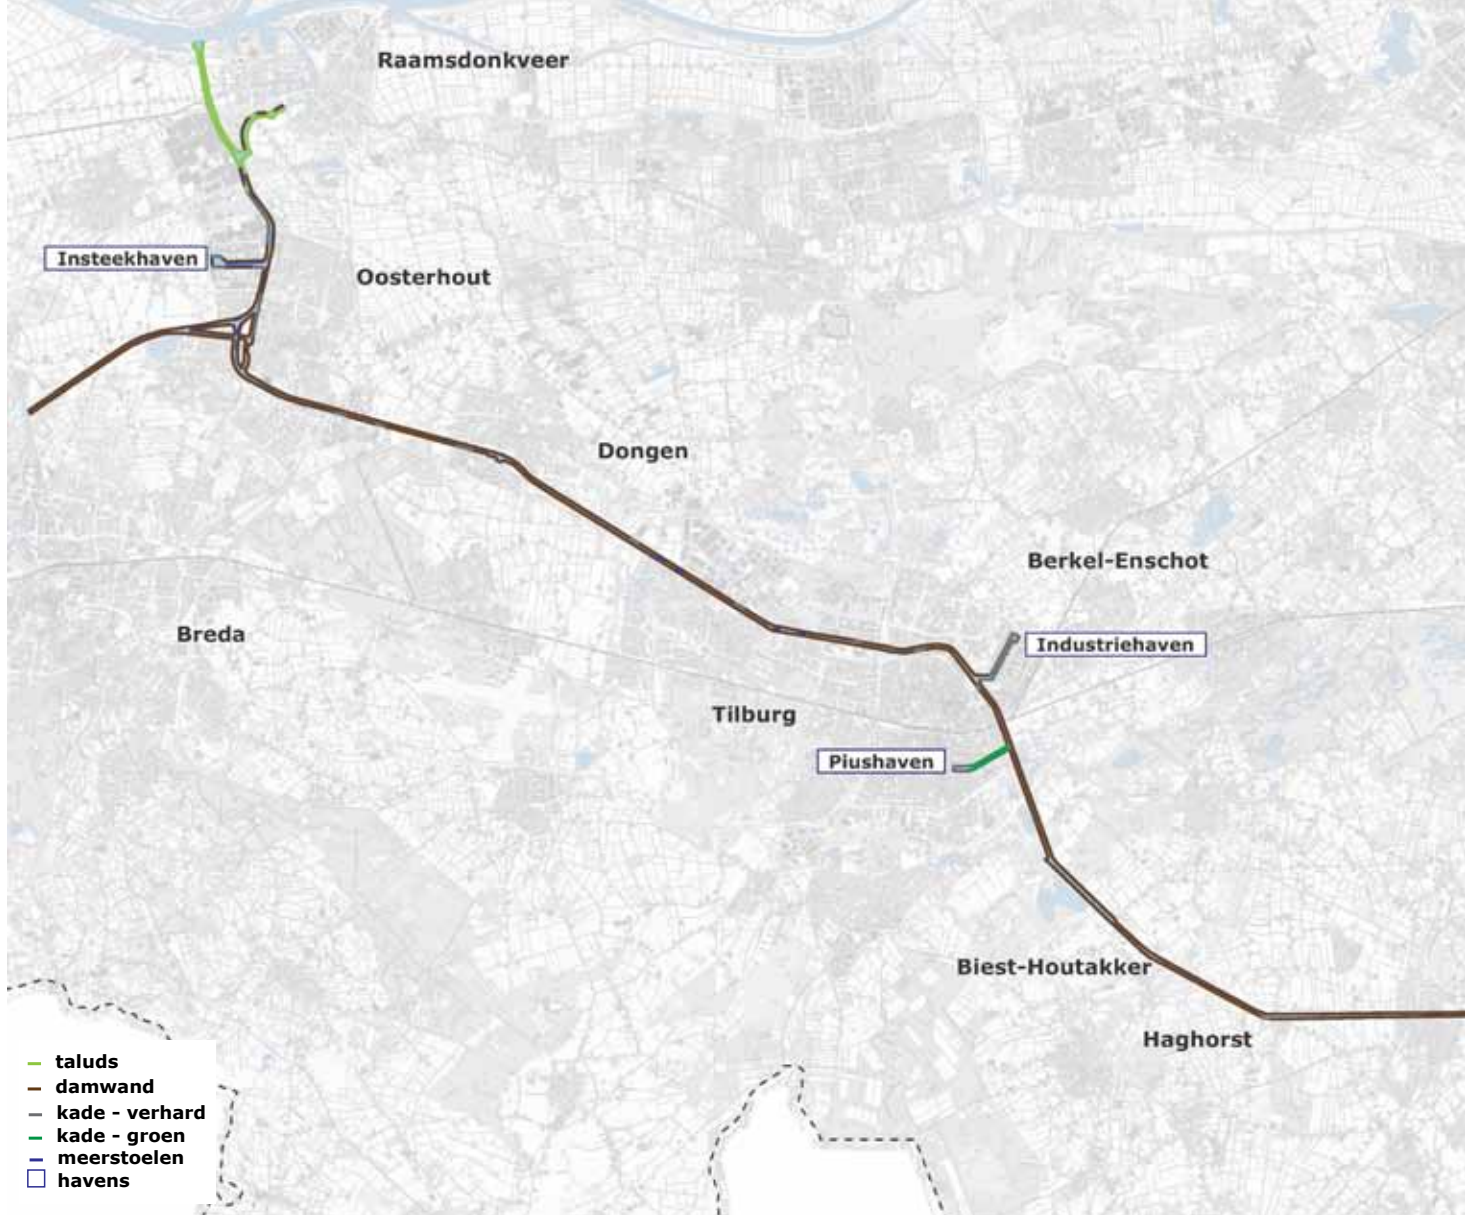 Raamsdonkveer
Insteekhaven
Oosterhout
Dongen
Berkel-Enschot
Breda
Industriehaven
Tilburg
Piushaven
Biest-Houtakker
Haghorst
taluds
damwand
kade - verhard
kade - groen
meerstoelen
havens